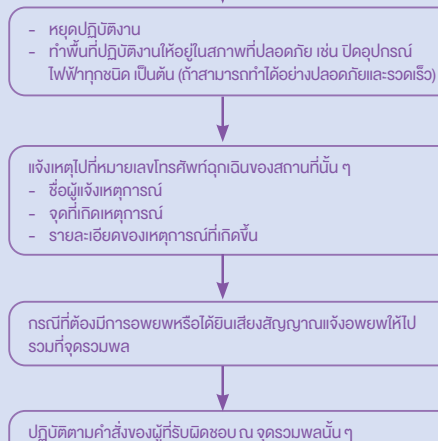 - หยุดปฏิบัติงาน
- ทำพื้นที่ปฏิบัติงานให้อยู่ในสภาพที่ปลอดภัย เช่น ปิดอุปกรณ์
ไฟฟ้าทุกชนิด เป็นต้น (ถ้าสามารถทำได้อย่างปลอดภัยและรวดเร็ว)
แจ้งเหตุไปที่หมายเลขโทรศัพท์ฉุกเฉินของสถานที่นั้น ๆ
- ชื่อผู้แจ้งเหตุการณ์
- จุดที่เกิดเหตุการณ์
- รายละเอียดของเหตุการณ์ที่เกิดขึ้น
กรณีที่ต้องมีการอพยพหรือได้ยินเสียงสัญญาณแจ้งอพยพให้ไป
รวมที่จุดรวมพล
ปฏิบัติตามคำสั่งของผู้ที่รับผิดชอบ ณ จุดรวมพลนั้น ๆ